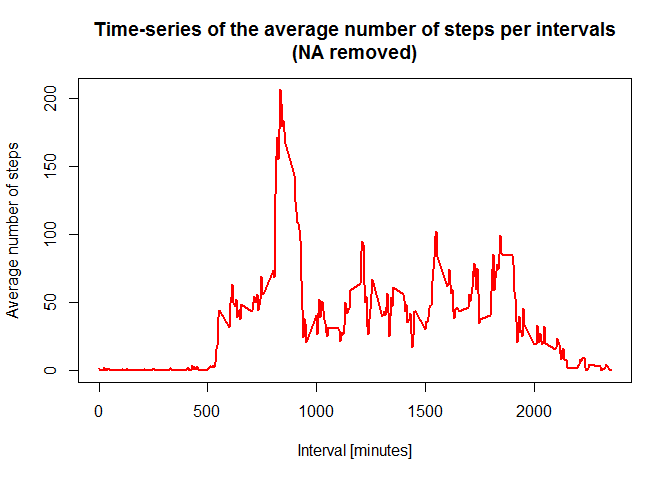 Time-series of the average number of steps per intervals
(NA removed)
Average number of steps
200
150
100
50
0
0 500 1000 1500 2000
Interval [minutes]